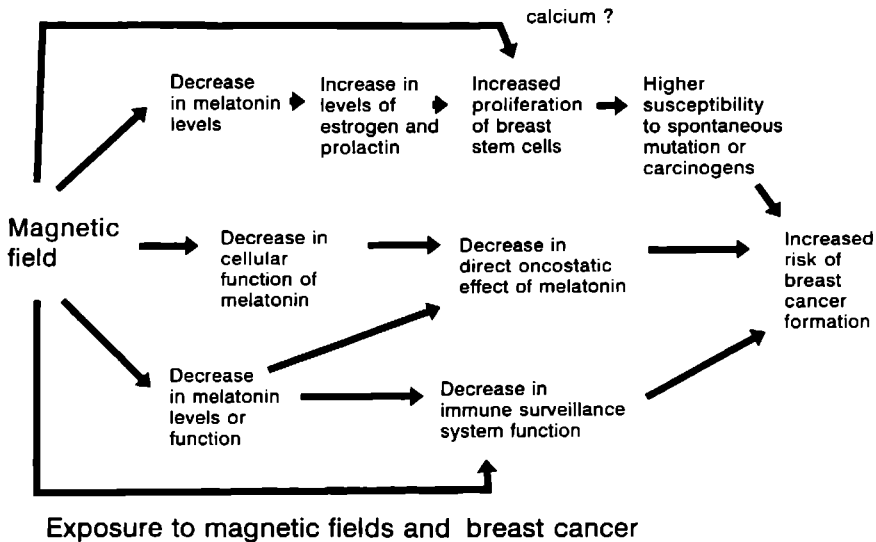 calcium ?
Decrease
in melatonin
levels
Increase in
levels of
estrogen and
prolactin
Increased
proliferation
of breast
stem cells
Higher
susceptibility
to spontaneous
mutation or
carcinogens
Magnetic
field
Decrease in
cellular
function of
melatonin
Decrease in
direct oncostatic
effect of melatonin
Increased
risk of
breast
cancer
formation
Decrease
in melatonin
levels or
function
Decrease in
immune surveillance
system function
Exposure to magnetic fields and breast cancer